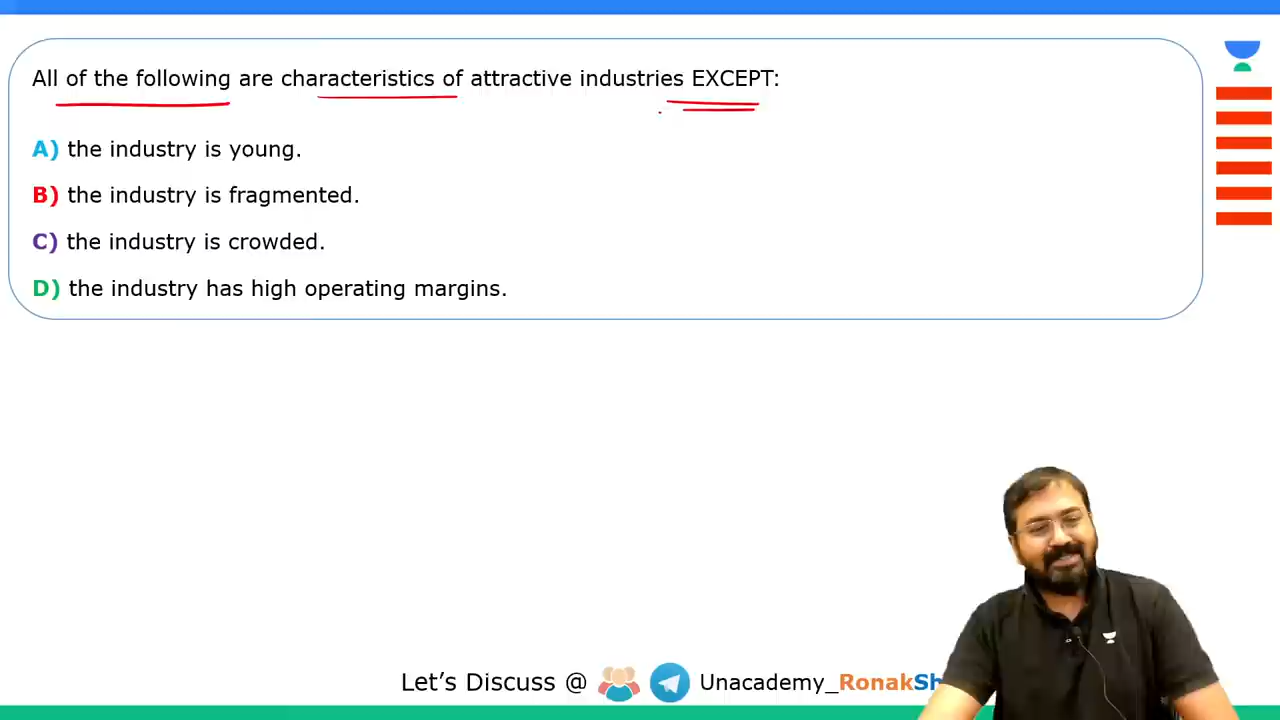 All of the following are characteristics of attractive industries EXCEPT:
A) the industry is young.
B) the industry is fragmented.
C) the industry is crowded.
D) the industry has high operating margins.
Let’s Discuss @ Unacademy_RonakSh